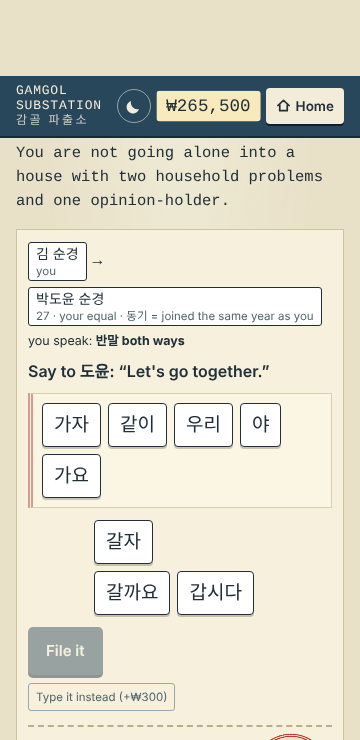 GAMGOL
SUBSTATION
감골 파출소
₩265,500
Home
You are not going alone into a
house with two household problems
and one opinion-holder.
김 순경
you
→
박도윤 순경
27 · your equal · 동기 = joined the same year as you
you speak: 반말 both ways
Say to 도윤: “Let's go together.”
가자 같이 우리 야
가요
갈자
갈까요 갑시다
File it
Type it instead (+₩300)